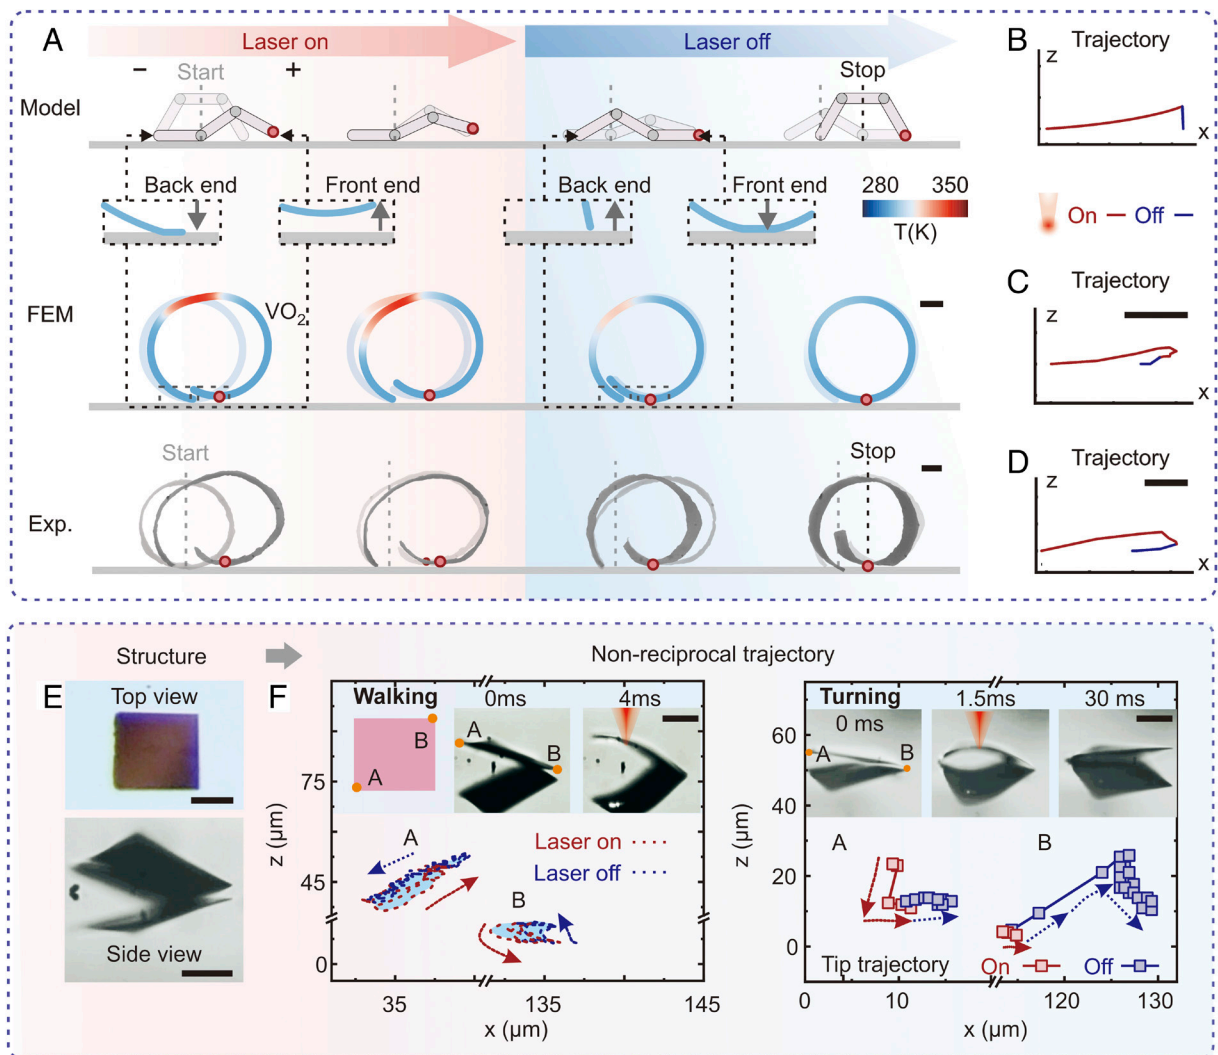 A
Laser on
Laser off
− Start +
Stop
Model
Back end
Front end
Back end
Front end
280 350
T(K)
FEM
VO₂
Start
Stop
Exp.
B
Trajectory
z
x
On
Off
C
Trajectory
z
x
D
Trajectory
z
x
Structure
Non-reciprocal trajectory
E
Top view
Side view
F
Walking
0ms
4ms
B
A
A
B
A
Laser on
Laser off
B
75
45
0
z (μm)
35
135
145
x (μm)
Turning
0 ms
1.5ms
30 ms
A
B
A
B
60
40
20
0
z (μm)
Tip trajectory
On
Off
0
10
120
130
x (μm)